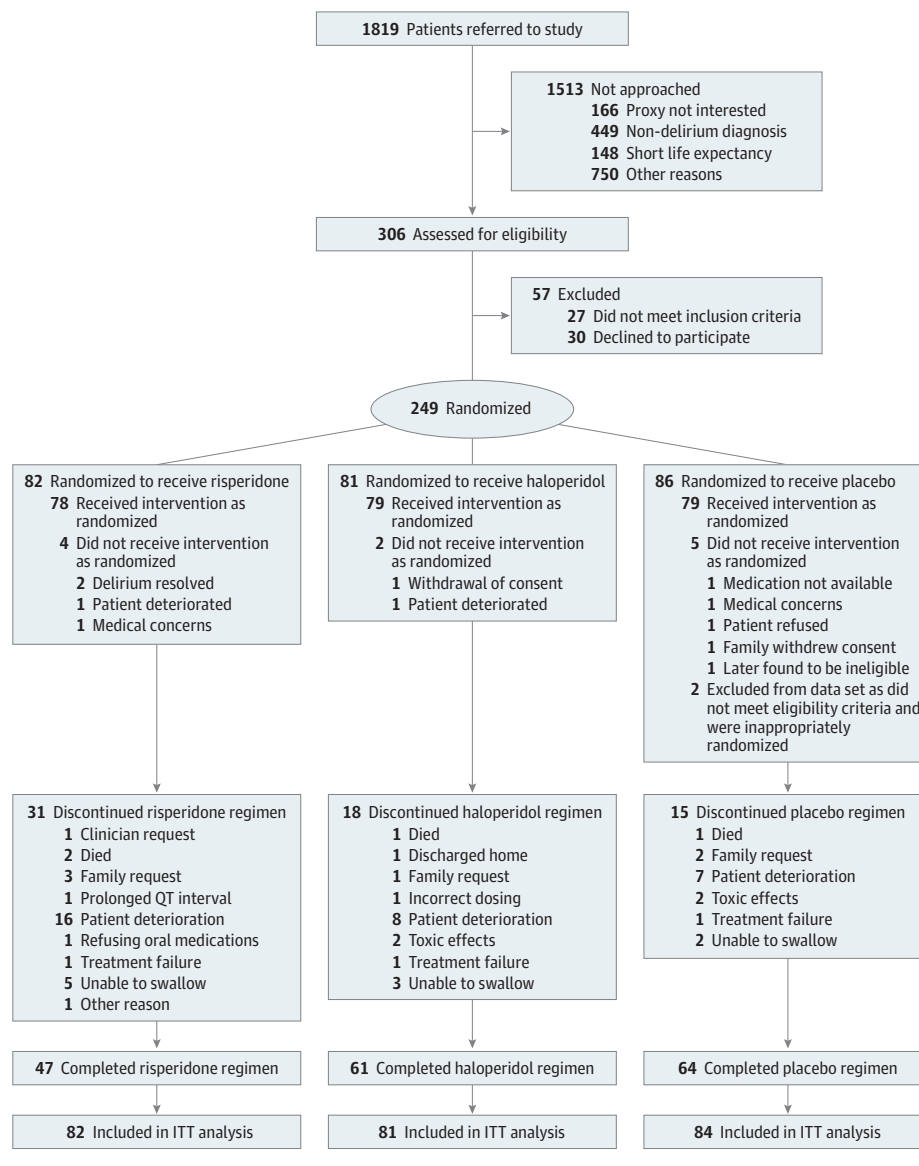 1819 Patients referred to study
1513 Not approached
166 Proxy not interested
449 Non-delirium diagnosis
148 Short life expectancy
750 Other reasons
306 Assessed for eligibility
57 Excluded
27 Did not meet inclusion criteria
30 Declined to participate
249 Randomized
82 Randomized to receive risperidone
78 Received intervention as
randomized
4 Did not receive intervention
as randomized
2 Delirium resolved
1 Patient deteriorated
1 Medical concerns
81 Randomized to receive haloperidol
79 Received intervention as
randomized
2 Did not receive intervention as
randomized
1 Withdrawal of consent
1 Patient deteriorated
86 Randomized to receive placebo
79 Received intervention as
randomized
5 Did not receive intervention as
randomized
1 Medication not available
1 Medical concerns
1 Patient refused
1 Family withdrew consent
1 Later found to be ineligible
2 Excluded from data set as did
not meet eligibility criteria and
were inappropriately
randomized
31 Discontinued risperidone regimen
1 Clinician request
2 Died
3 Family request
1 Prolonged QT interval
16 Patient deterioration
1 Refusing oral medications
1 Treatment failure
5 Unable to swallow
1 Other reason
18 Discontinued haloperidol regimen
1 Died
1 Discharged home
1 Family request
1 Incorrect dosing
8 Patient deterioration
2 Toxic effects
1 Treatment failure
3 Unable to swallow
15 Discontinued placebo regimen
1 Died
2 Family request
7 Patient deterioration
2 Toxic effects
1 Treatment failure
2 Unable to swallow
47 Completed risperidone regimen
61 Completed haloperidol regimen
64 Completed placebo regimen
82 Included in ITT analysis
81 Included in ITT analysis
84 Included in ITT analysis